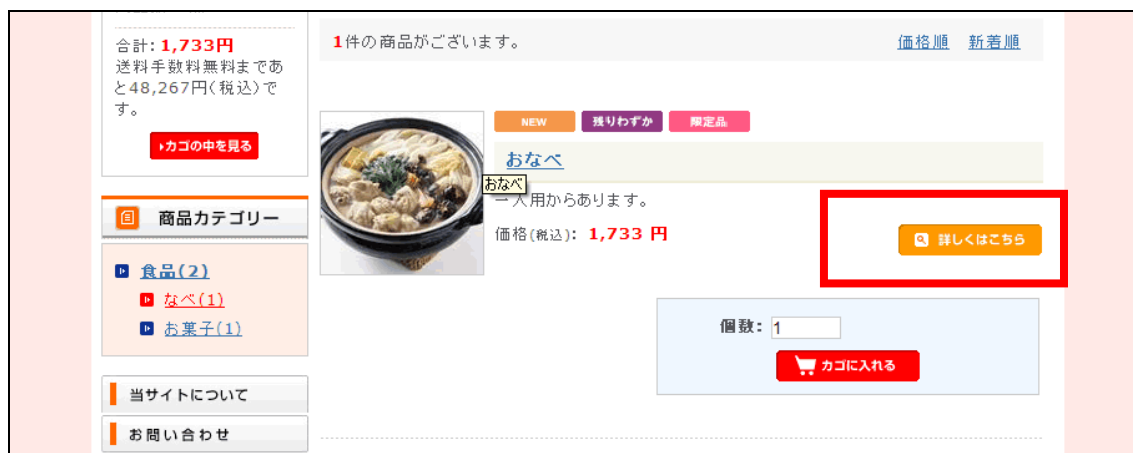 合計:1,733円
送料手数料無料まであ
と48,267円(税込)で
す。
カゴの中を見る
商品カテゴリー
食品(2)
なべ(1)
お菓子(1)
当サイトについて
お問い合わせ
1件の商品がございます。
価格順 新着順
NEW 残りわずか 限定品
おなべ
おなべ
一人用からあります。
価格(税込): 1,733 円
詳しくはこちら
個数: 1
カゴに入れる